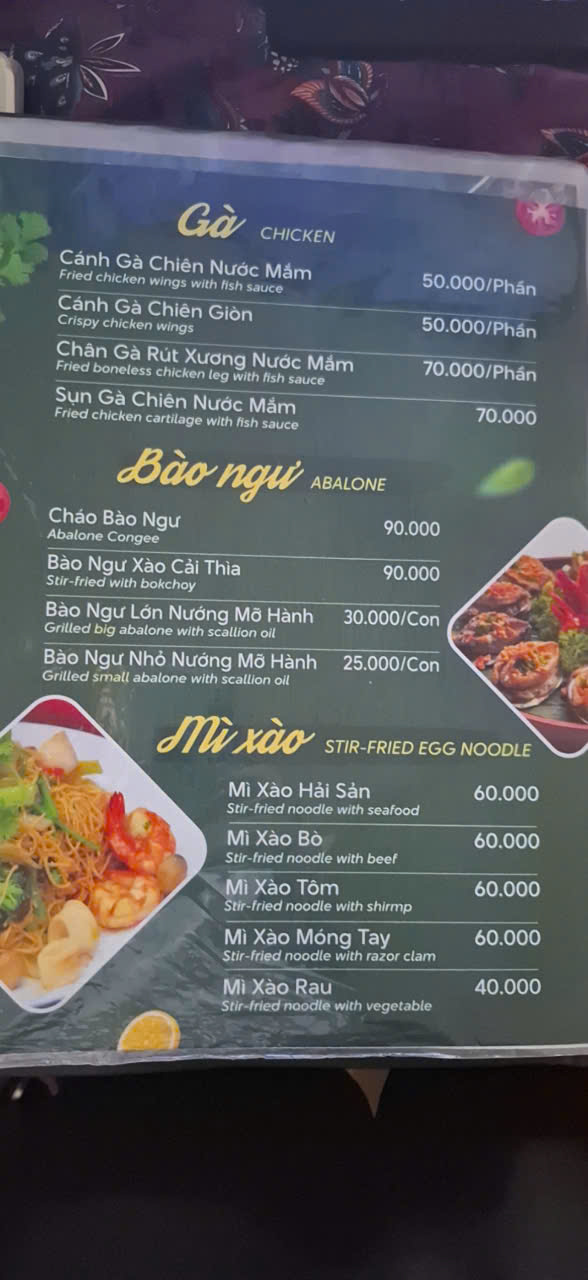 Gà CHICKEN
Cánh Gà Chiên Nước Mắm 50.000/Phần
Fried chicken wings with fish sauce
Cánh Gà Chiên Giòn 50.000/Phần
Crispy chicken wings
Chân Gà Rút Xương Nước Mắm 70.000/Phần
Fried boneless chicken leg with fish sauce
Sụn Gà Chiên Nước Mắm 70.000
Fried chicken cartilage with fish sauce
Bào ngư ABALONE
Cháo Bào Ngư 90.000
Abalone Congee
Bào Ngư Xào Cải Thìa 90.000
Stir-fried with bokchoy
Bào Ngư Lớn Nướng Mỡ Hành 30.000/Con
Grilled big abalone with scallion oil
Bào Ngư Nhỏ Nướng Mỡ Hành 25.000/Con
Grilled small abalone with scallion oil
Mì xào STIR-FRIED EGG NOODLE
Mì Xào Hải Sản 60.000
Stir-fried noodle with seafood
Mì Xào Bò 60.000
Stir-fried noodle with beef
Mì Xào Tôm 60.000
Stir-fried noodle with shirmp
Mì Xào Móng Tay 60.000
Stir-fried noodle with razor clam
Mì Xào Rau 40.000
Stir-fried noodle with vegetable